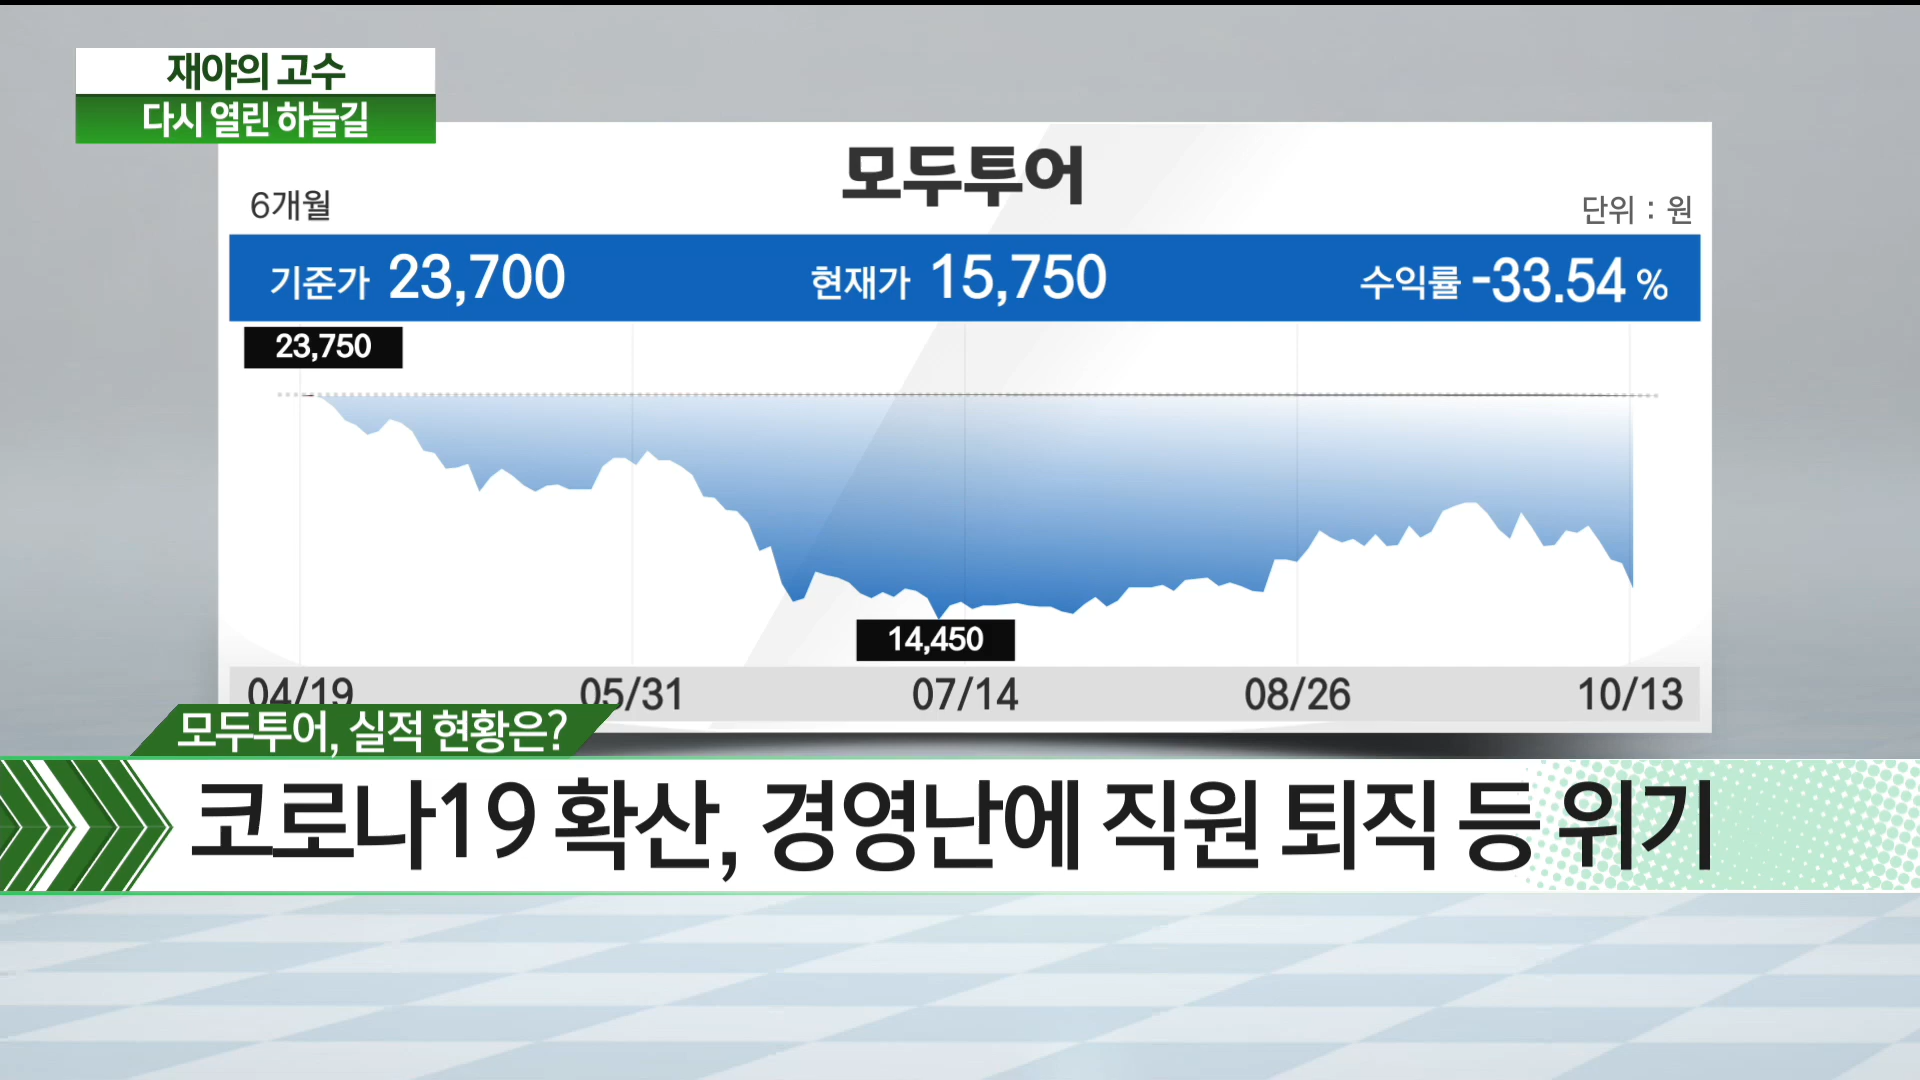 재야의 고수
다시 열린 하늘길
모두투어
6개월
단위 : 원
기준가 23,700 현재가 15,750 수익률 -33.54 %
23,750
14,450
04/19 05/31 07/14 08/26 10/13
모두투어, 실적 현황은?
코로나19 확산, 경영난에 직원 퇴직 등 위기